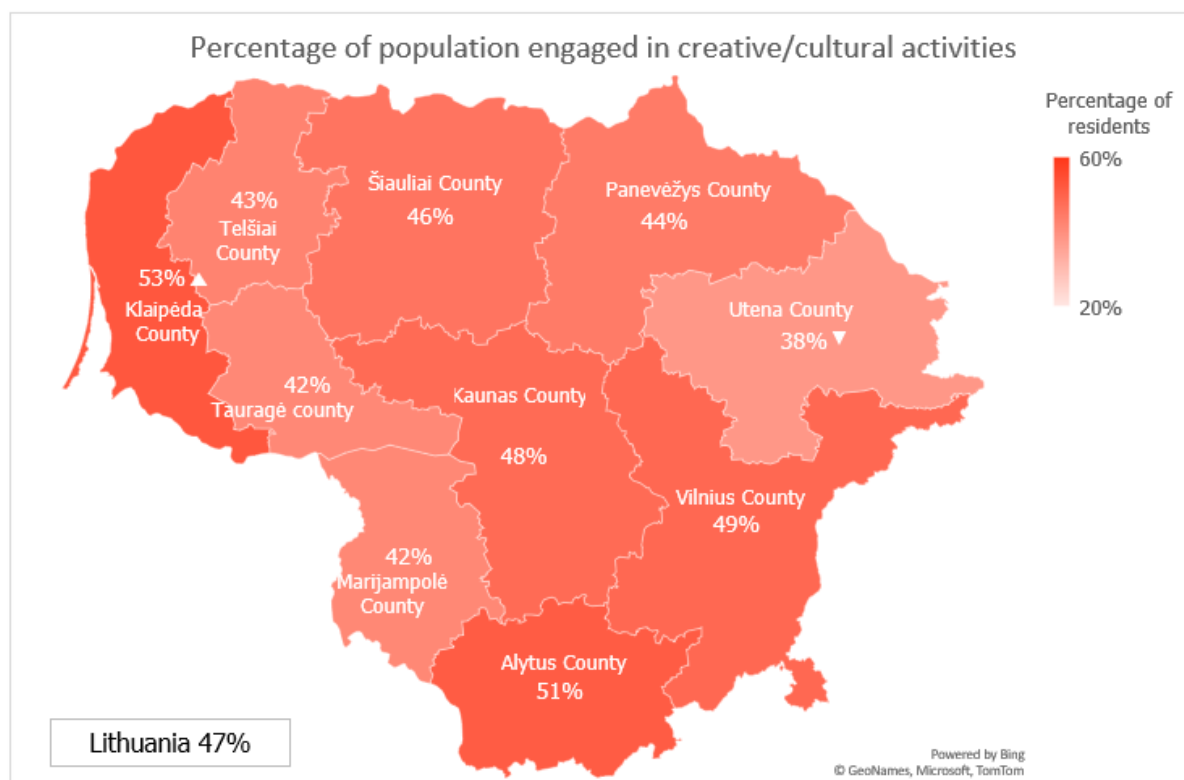 Percentage of population engaged in creative/cultural activities
Percentage of
residents
60%
20%
43%
Telšiai
County
Šiauliai County
46%
Panevėžys County
44%
53% ▲
Klaipėda
County
Utena County
38% ▼
42%
Tauragė county
Kaunas County
48%
Vilnius County
49%
42%
Marijampolė
County
Alytus County
51%
Lithuania 47%
Powered by Bing
© GeoNames, Microsoft, TomTom